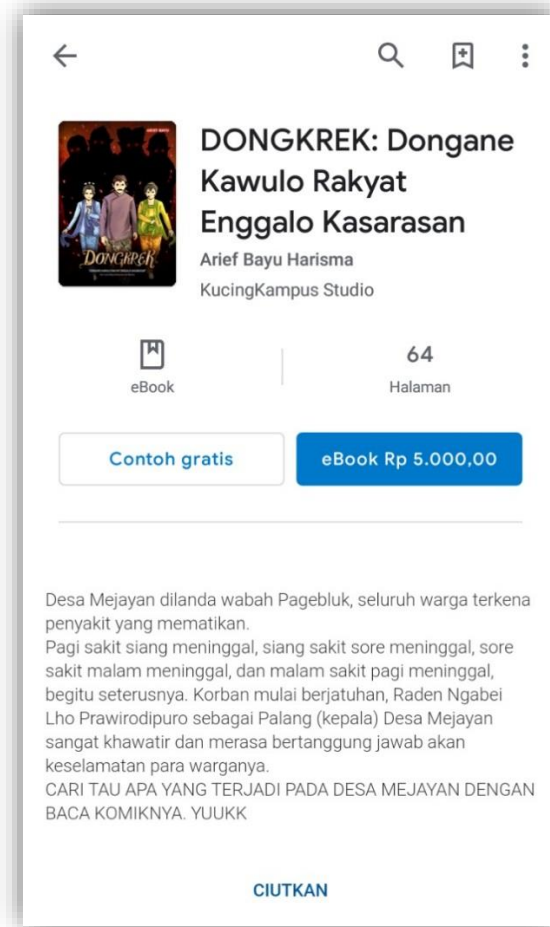 DONGKREK: Dongane
Kawulo Rakyat
Enggalo Kasarasan
Arief Bayu Harisma
KucingKampus Studio
DONGKREK
eBook
64
Halaman
Contoh gratis
eBook Rp 5.000,00
Desa Mejayan dilanda wabah Pagebluk, seluruh warga terkena
penyakit yang mematikan.
Pagi sakit siang meninggal, siang sakit sore meninggal, sore
sakit malam meninggal, dan malam sakit pagi meninggal,
begitu seterusnya. Korban mulai berjatuhan, Raden Ngabei
Lho Prawirodipuro sebagai Palang (kepala) Desa Mejayan
sangat khawatir dan merasa bertanggung jawab akan
keselamatan para warganya.
CARI TAU APA YANG TERJADI PADA DESA MEJAYAN DENGAN
BACA KOMIKNYA. YUUKK
CIUTKAN